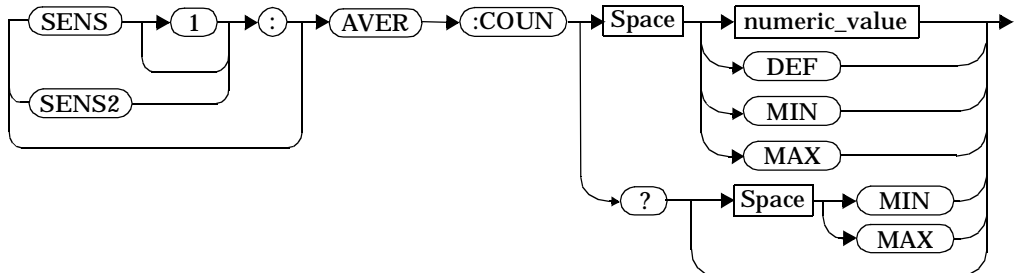 SENS 1 : AVER :COUN Space numeric_value
DEF
SENS2 MIN
MAX
? Space MIN
MAX